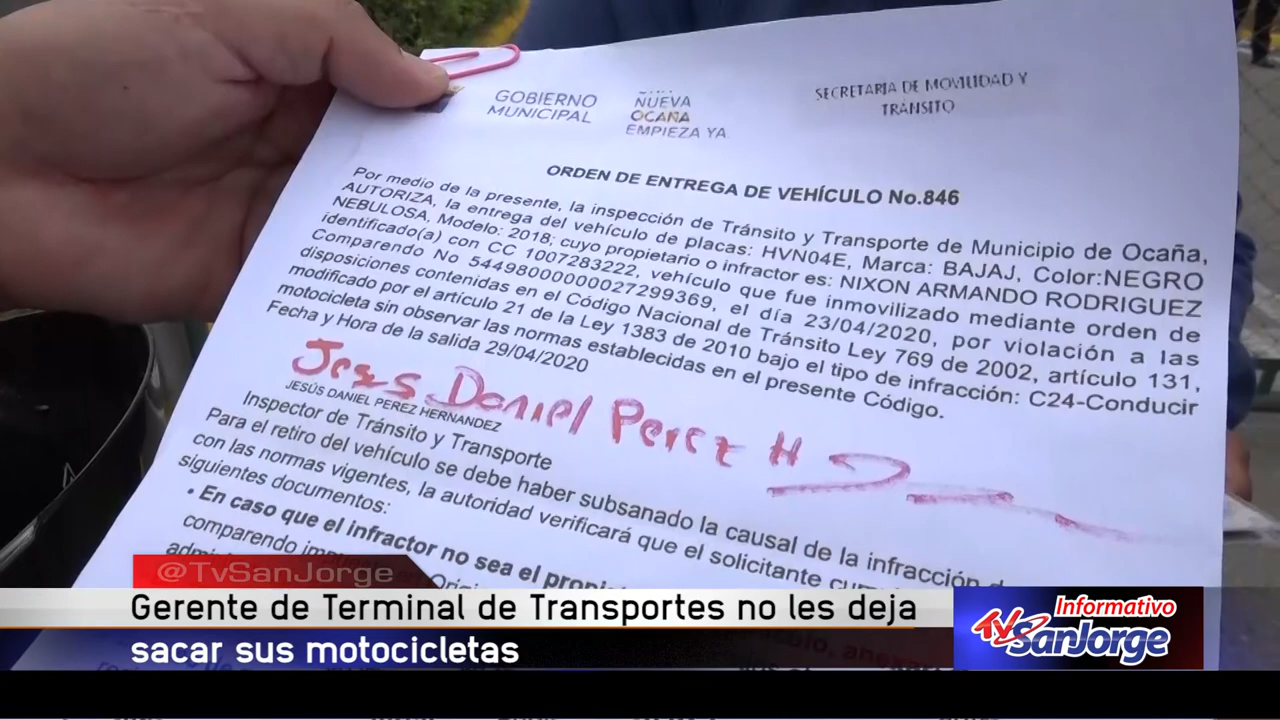 GOBIERNO
MUNICIPAL
NUEVA
OCAÑA
EMPIEZA YA
SECRETARIA DE MOVILIDAD Y
TRÁNSITO
ORDEN DE ENTREGA DE VEHÍCULO No.846
Por medio de la presente, la inspección de Tránsito y Transporte de Municipio de Ocaña,
AUTORIZA, la entrega del vehículo de placas: HVN04E, Marca: BAJAJ, Color:NEGRO
NEBULOSA, Modelo: 2018; cuyo propietario o infractor es: NIXON ARMANDO RODRIGUEZ
identificado(a) con CC 1007283222, vehículo que fue inmovilizado mediante orden de
Comparendo No 54498000000027299369, el día 23/04/2020, por violación a las
disposiciones contenidas en el Código Nacional de Tránsito Ley 769 de 2002, artículo 131,
modificado por el artículo 21 de la Ley 1383 de 2010 bajo el tipo de infracción: C24-Conducir
motocicleta sin observar las normas establecidas en el presente Código.
Fecha y Hora de la salida 29/04/2020
Jesus Daniel Perez H
JESÚS DANIEL PEREZ HERNANDEZ
Inspector de Tránsito y Transporte
Para el retiro del vehículo se debe haber subsanado la causal de la infracción
con las normas vigentes, la autoridad verificará que el solicitante
siguientes documentos:
• En caso que el infractor no sea el
comparendo
@TvSanJorge
Gerente de Terminal de Transportes no les deja
sacar sus motocicletas
Informativo
TV SanJorge